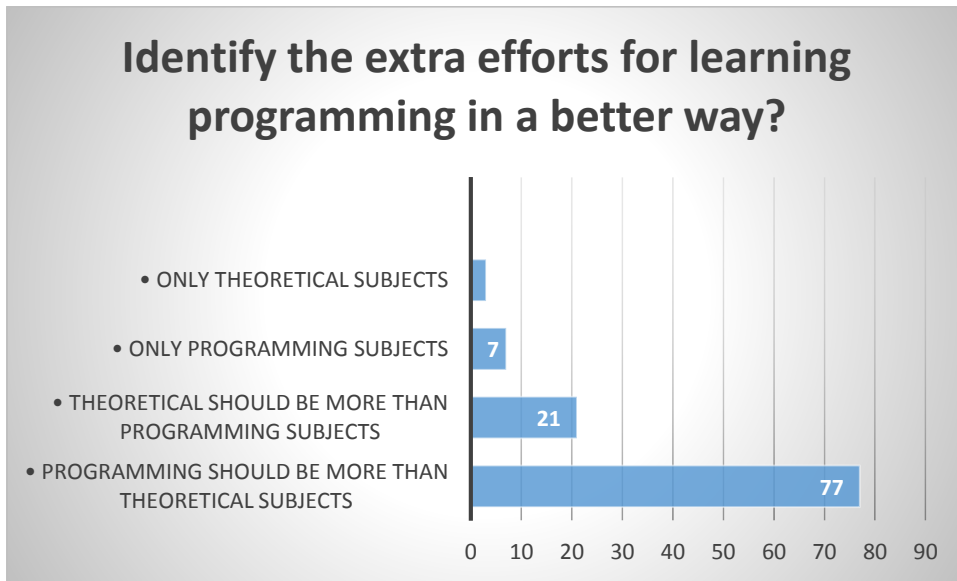 Identify the extra efforts for learning
programming in a better way?
• ONLY THEORETICAL SUBJECTS
• ONLY PROGRAMMING SUBJECTS
7
• THEORETICAL SHOULD BE MORE THAN
PROGRAMMING SUBJECTS
21
• PROGRAMMING SHOULD BE MORE THAN
THEORETICAL SUBJECTS
77
0 10 20 30 40 50 60 70 80 90